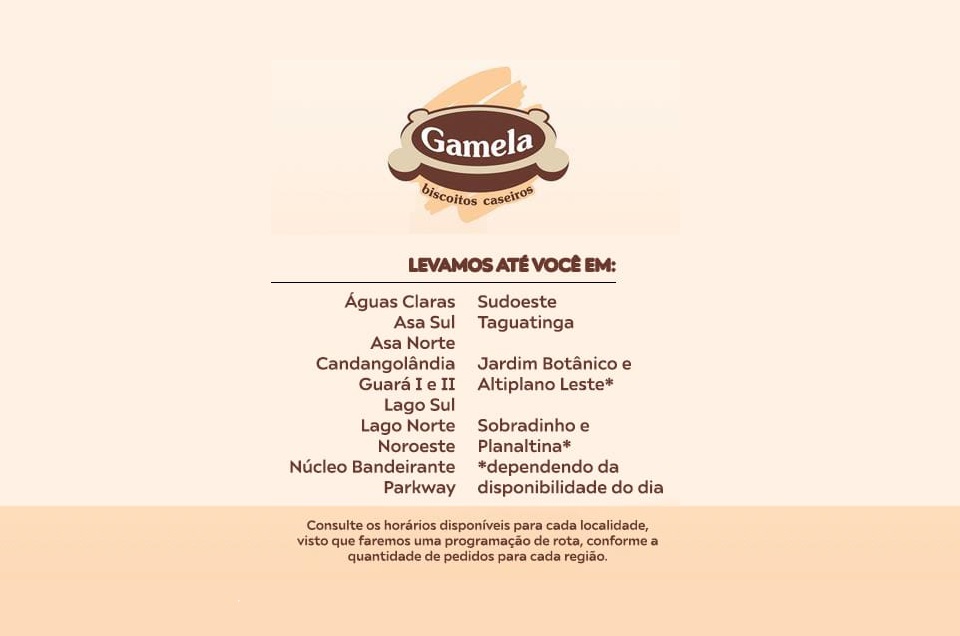 Gamela
biscoitos caseiros
LEVAMOS ATÉ VOCÊ EM:
Águas Claras
Asa Sul
Asa Norte
Candangolândia
Guará I e II
Lago Sul
Lago Norte
Noroeste
Núcleo Bandeirante
Parkway
Sudoeste
Taguatinga
Jardim Botânico e
Altiplano Leste*
Sobradinho e
Planaltina*
*dependendo da
disponibilidade do dia
Consulte os horários disponíveis para cada localidade,
visto que faremos uma programação de rota, conforme a
quantidade de pedidos para cada região.